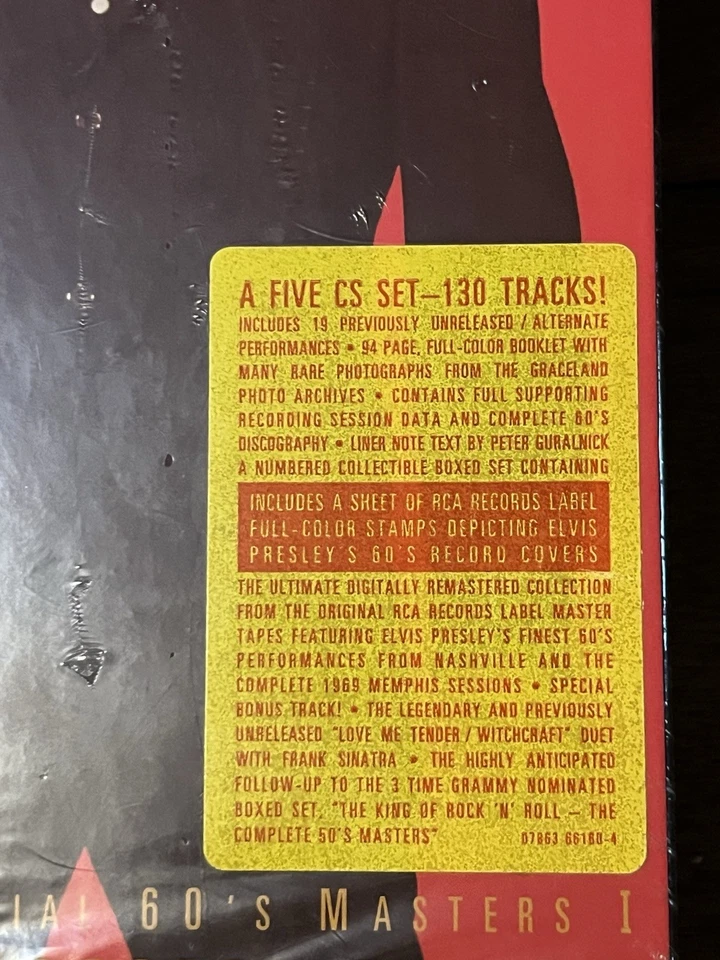 A FIVE CS SET–130 TRACKS!
INCLUDES 19 PREVIOUSLY UNRELEASED / ALTERNATE
PERFORMANCES • 94 PAGE, FULL-COLOR BOOKLET WITH
MANY RARE PHOTOGRAPHS FROM THE GRACELAND
PHOTO ARCHIVES • CONTAINS FULL SUPPORTING
RECORDING SESSION DATA AND COMPLETE 60'S
DISCOGRAPHY • LINER NOTE TEXT BY PETER GURALNICK
A NUMBERED COLLECTIBLE BOXED SET CONTAINING
INCLUDES A SHEET OF RCA RECORDS LABEL
FULL-COLOR STAMPS DEPICTING ELVIS
PRESLEY'S 60'S RECORD COVERS
THE ULTIMATE DIGITALLY REMASTERED COLLECTION
FROM THE ORIGINAL RCA RECORDS LABEL MASTER
TAPES FEATURING ELVIS PRESLEY'S FINEST 60'S
PERFORMANCES FROM NASHVILLE AND THE
COMPLETE 1969 MEMPHIS SESSIONS • SPECIAL
BONUS TRACK! • THE LEGENDARY AND PREVIOUSLY
UNRELEASED "LOVE ME TENDER / WITCHCRAFT" DUET
WITH FRANK SINATRA • THE HIGHLY ANTICIPATED
FOLLOW-UP TO THE 3 TIME GRAMMY NOMINATED
BOXED SET, "THE KING OF ROCK 'N' ROLL – THE
COMPLETE 50'S MASTERS" 07863 66160-4
IAL 60'S MASTERS I